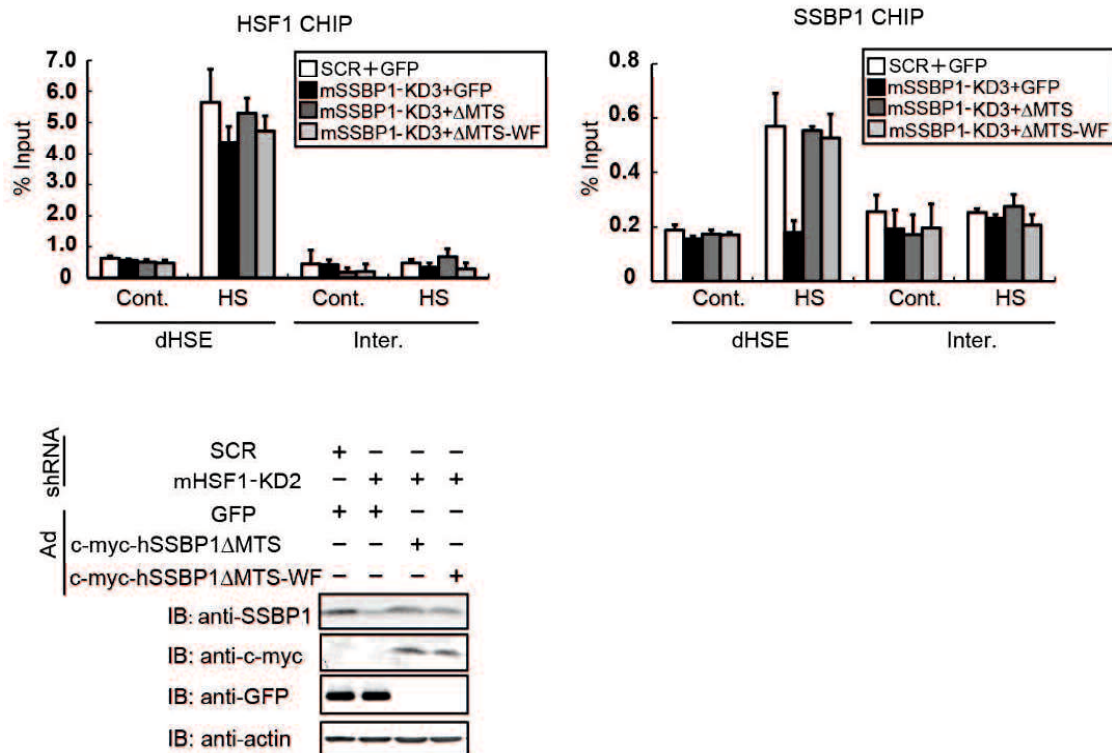 HSF1 CHIP
7.0
6.0
5.0
4.0
3.0
2.0
1.0
0
% Input
SCR+GFP
mSSBP1-KD3+GFP
mSSBP1-KD3+ΔMTS
mSSBP1-KD3+ΔMTS-WF
Cont. HS Cont. HS
dHSE Inter.
SSBP1 CHIP
0.8
0.6
0.4
0.2
0
% Input
SCR+GFP
mSSBP1-KD3+GFP
mSSBP1-KD3+ΔMTS
mSSBP1-KD3+ΔMTS-WF
Cont. HS Cont. HS
dHSE Inter.
shRNA
SCR + − − −
mHSF1-KD2 − + + +
Ad
GFP + + − −
c-myc-hSSBP1ΔMTS − − + −
c-myc-hSSBP1ΔMTS-WF − − − +
IB: anti-SSBP1
IB: anti-c-myc
IB: anti-GFP
IB: anti-actin